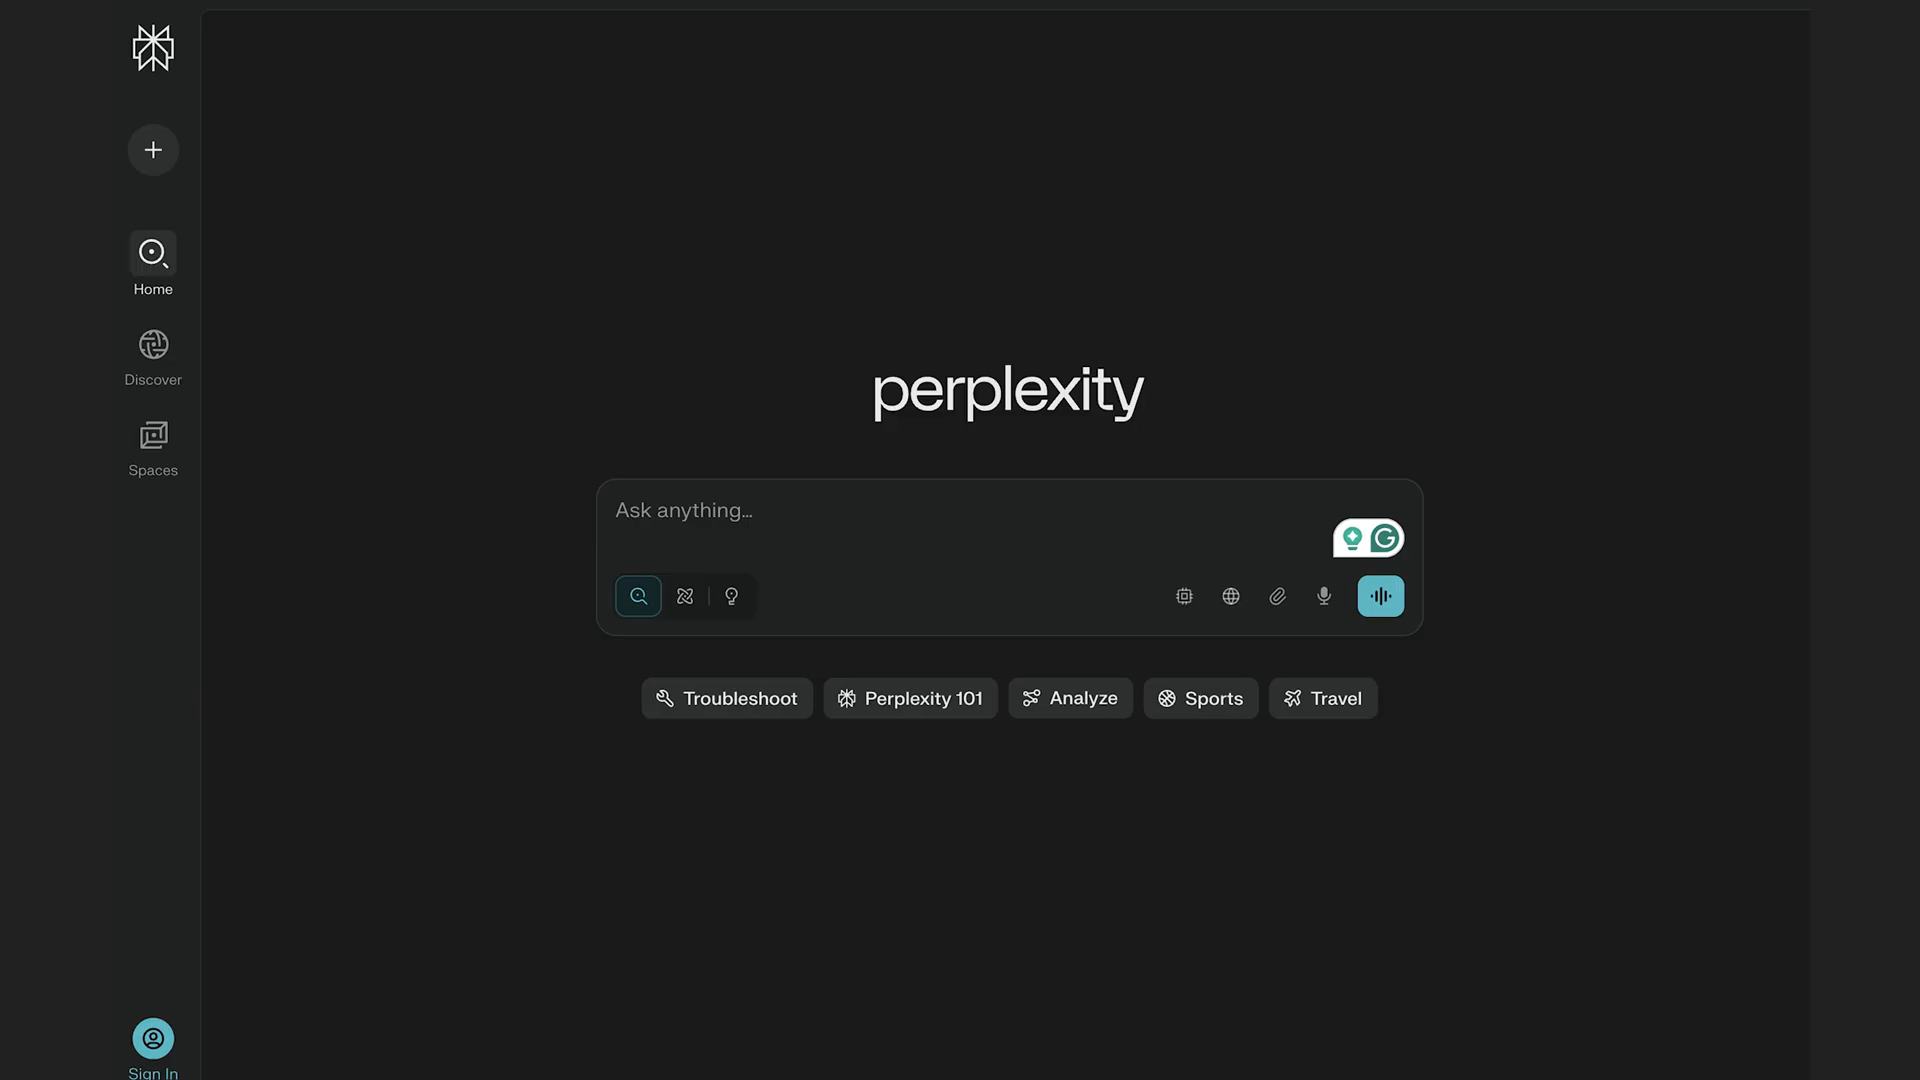 Home
Discover
Spaces
Sign In
perplexity
Ask anything...
Troubleshoot
Perplexity 101
Analyze
Sports
Travel